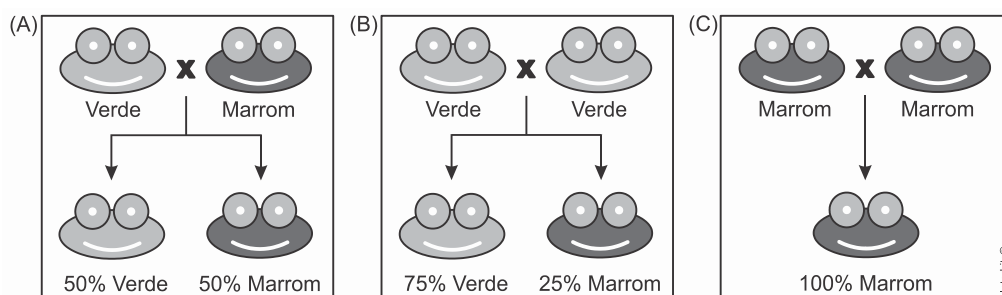 (A)
Verde X Marrom
50% Verde 50% Marrom
(B)
Verde X Verde
75% Verde 25% Marrom
(C)
Marrom X Marrom
100% Marrom